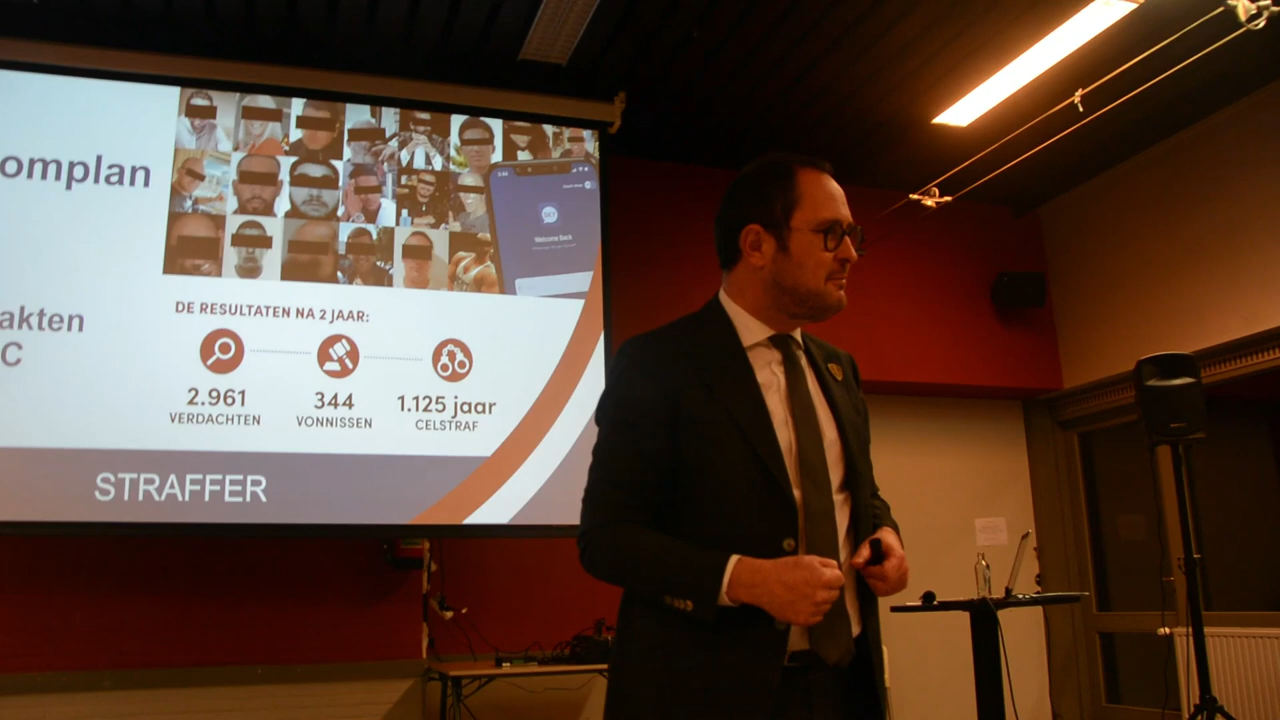 omplan
akten
C
SKY
Welcome Back
DE RESULTATEN NA 2 JAAR:
2.961
VERDACHTEN
344
VONNISSEN
1.125 jaar
CELSTRAF
STRAFFER